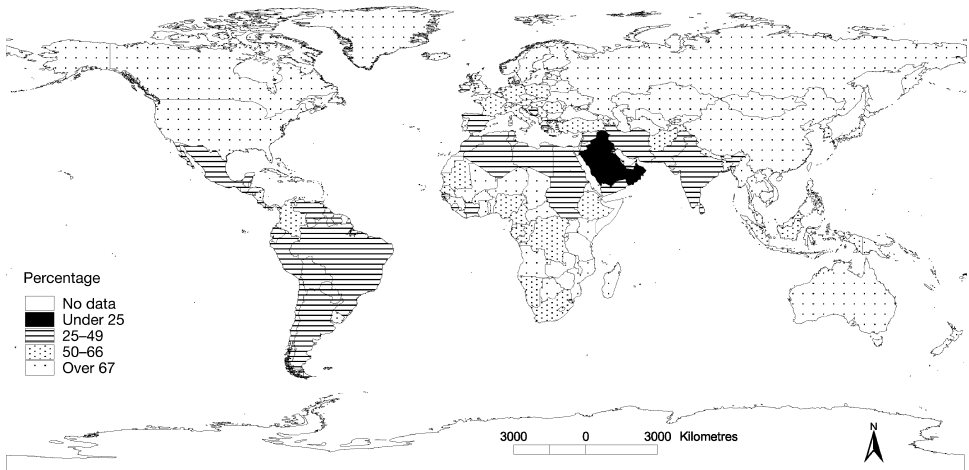 Percentage
No data
Under 25
25–49
50–66
Over 67
3000 0 3000 Kilometres
N